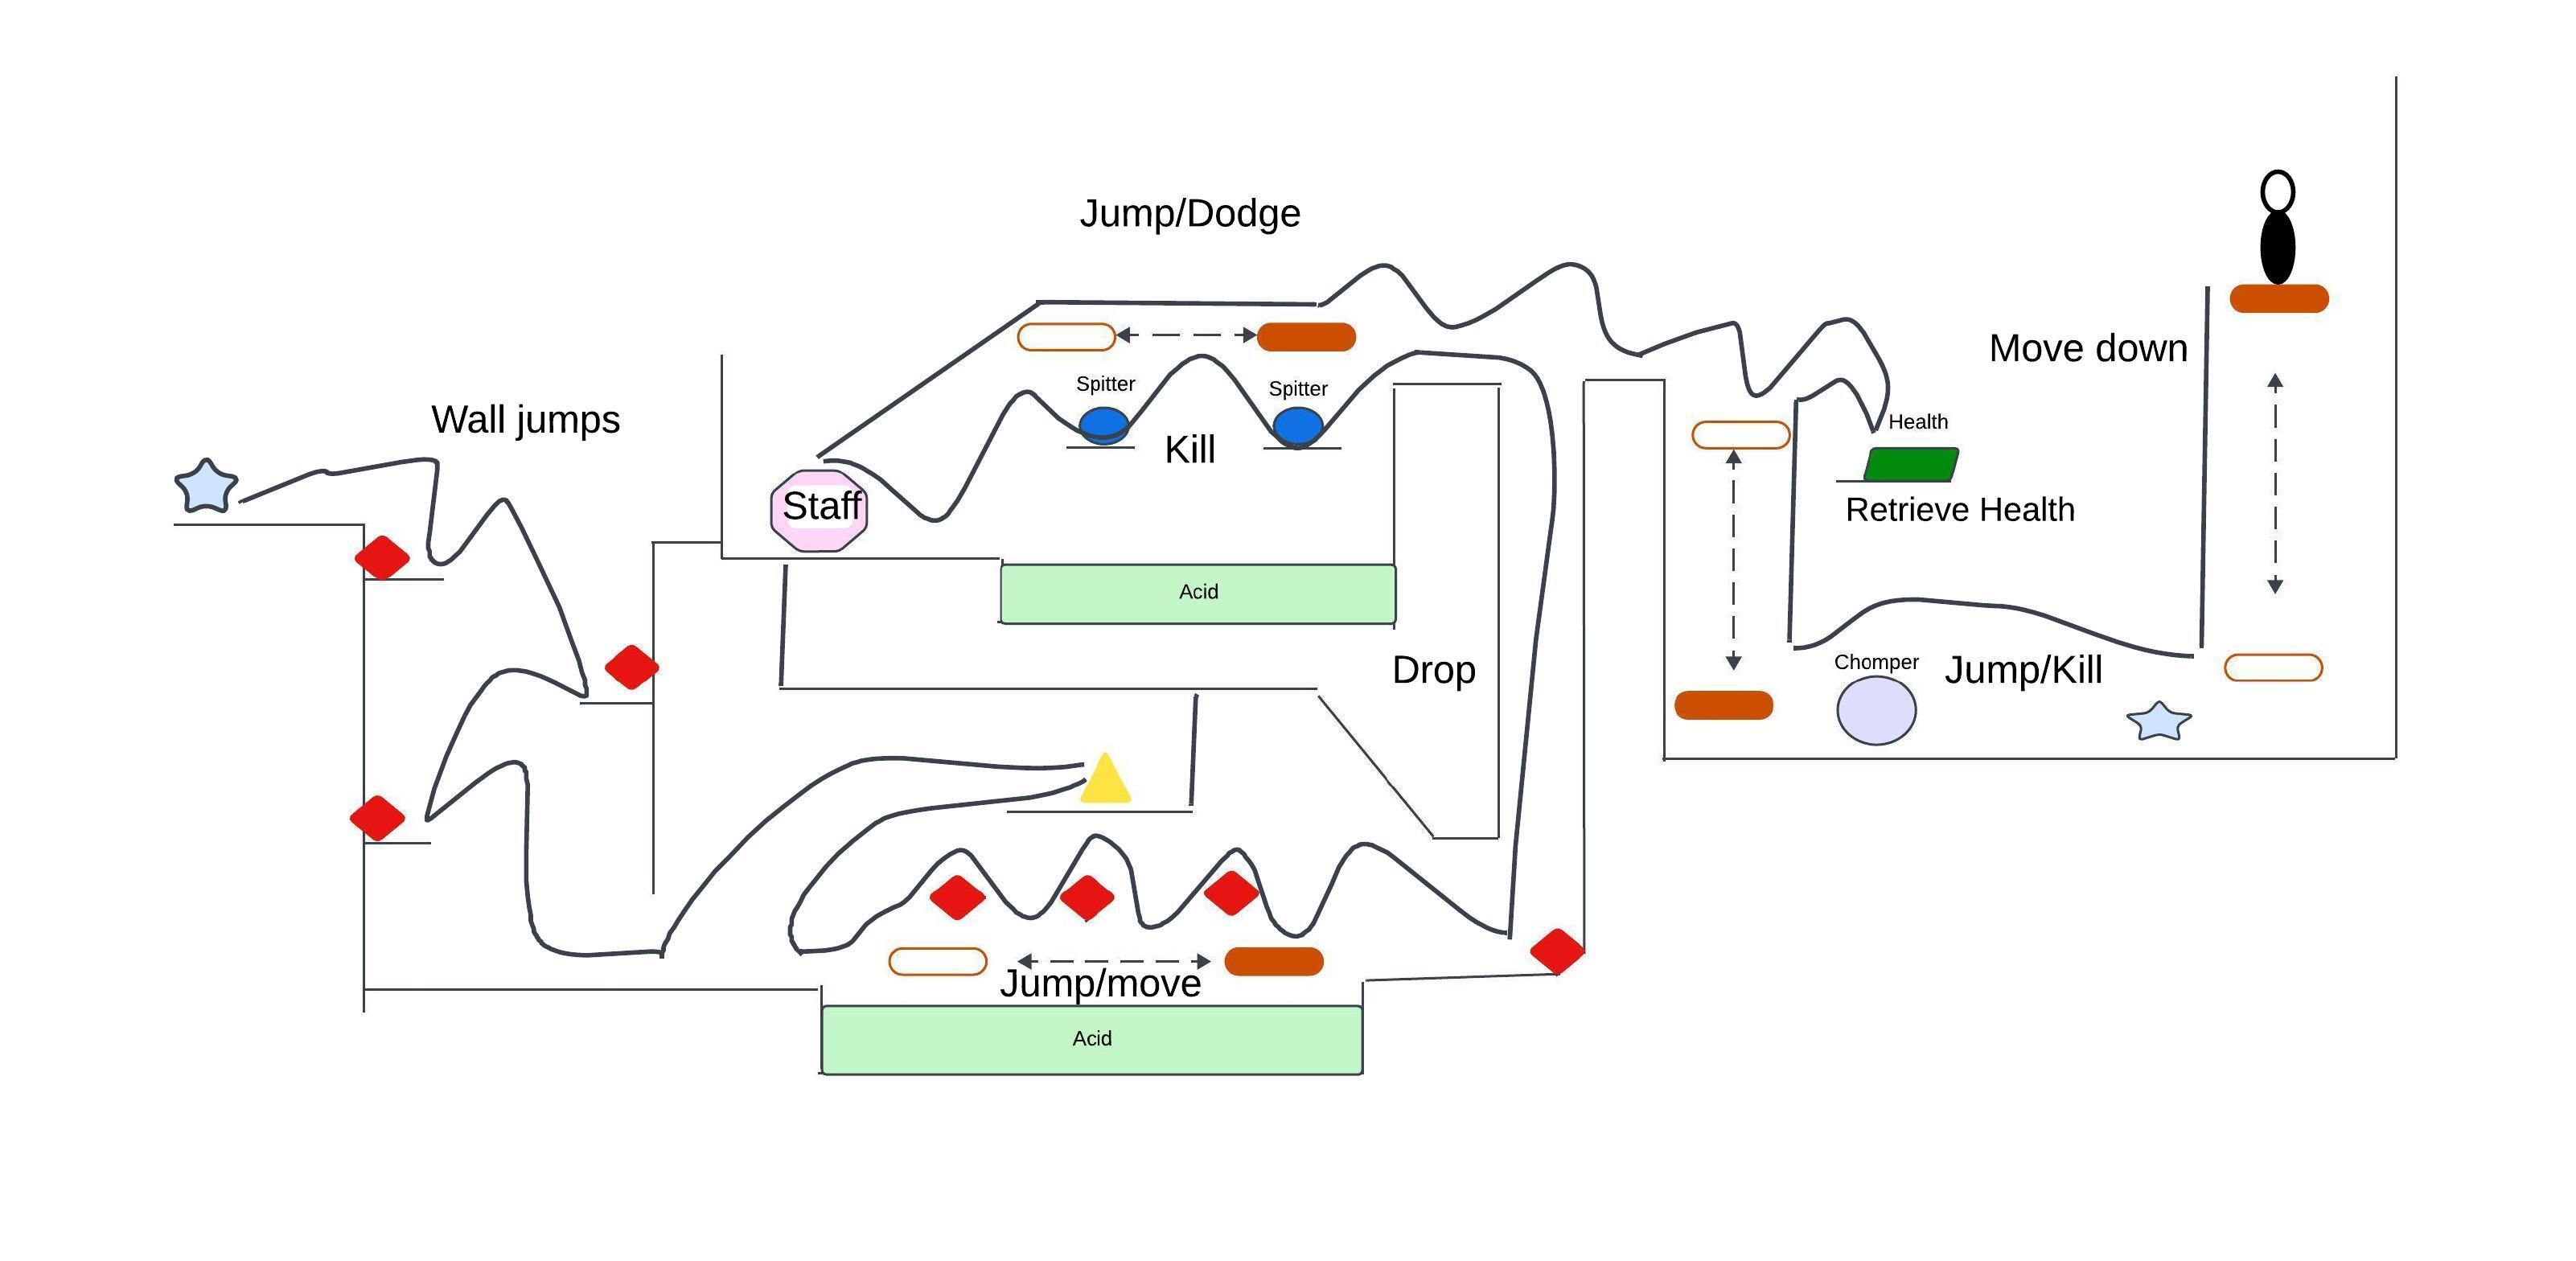 Jump/Dodge
Move down
Spitter
Spitter
Wall jumps
Health
Kill
Staff
Retrieve Health
Acid
Drop
Chomper
Jump/Kill
Jump/move
Acid